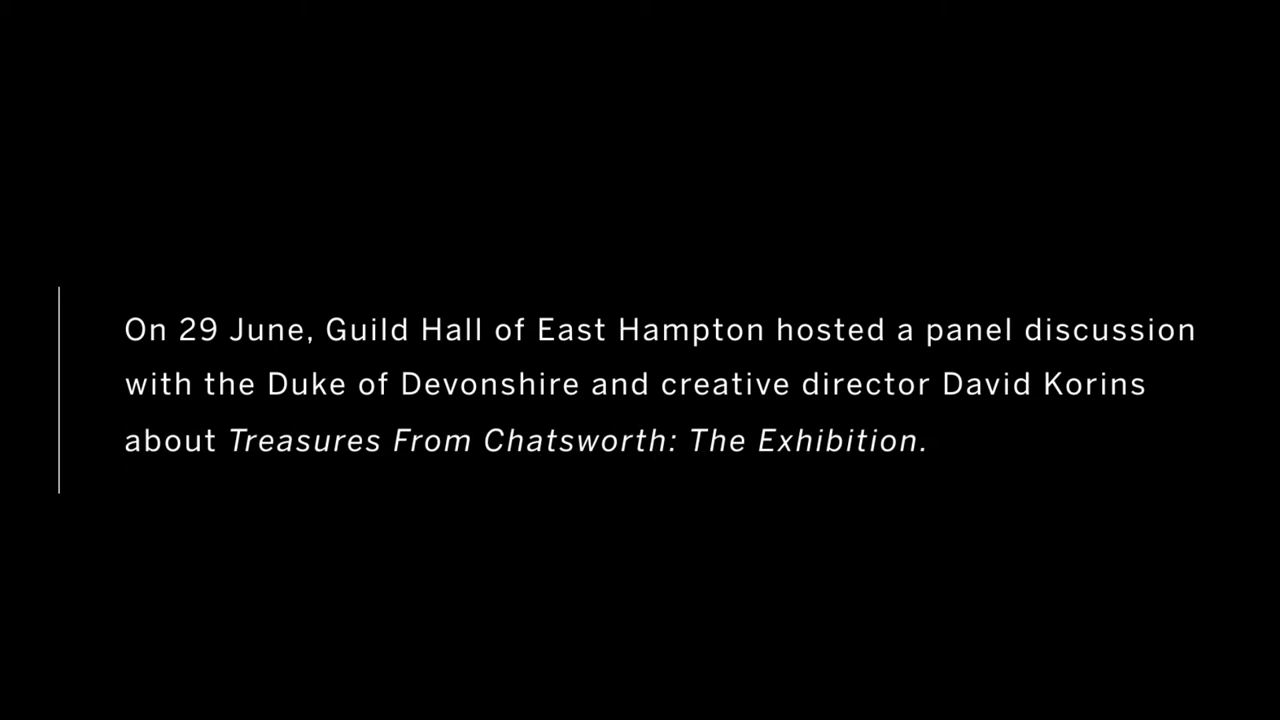 On 29 June, Guild Hall of East Hampton hosted a panel discussion
with the Duke of Devonshire and creative director David Korins
about Treasures From Chatsworth: The Exhibition.